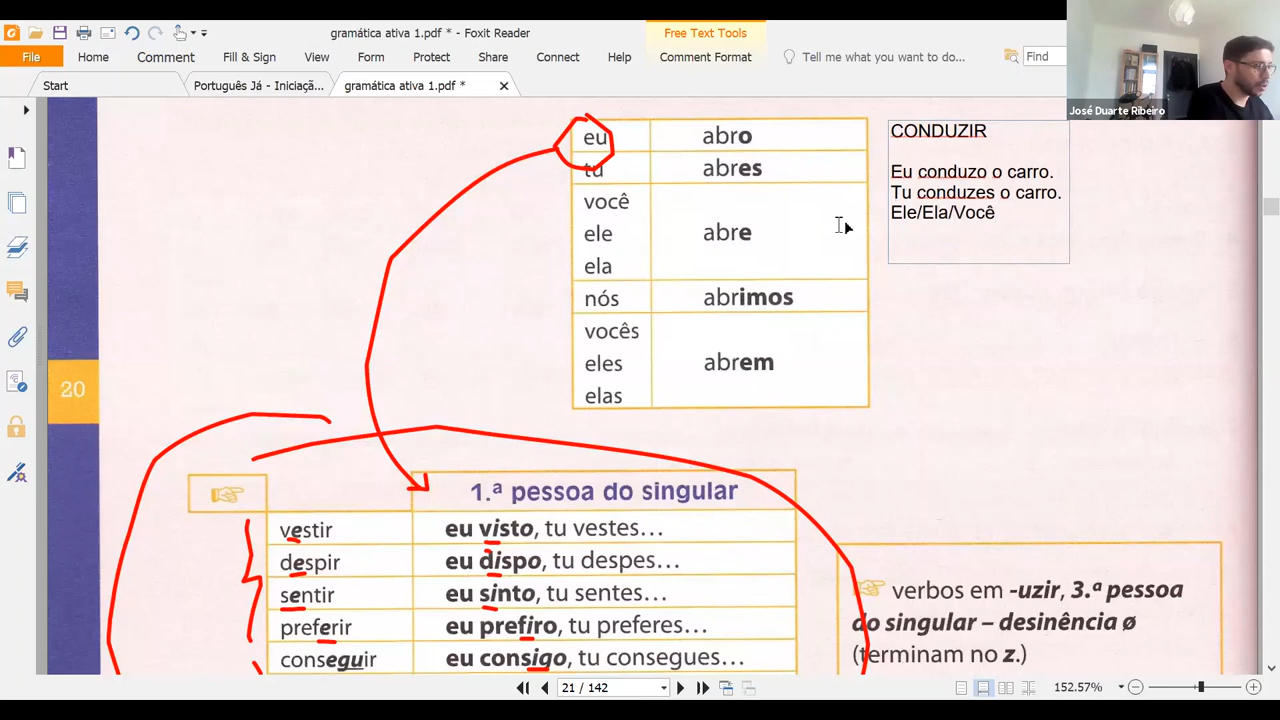 gramática ativa 1.pdf * - Foxit Reader
Free Text Tools
File
Home
Comment
Fill & Sign
View
Form
Protect
Share
Connect
Help
Comment Format
Tell me what you want to do...
Find
Start
Português Já - Iniciaçã...
gramática ativa 1.pdf *
José Duarte Ribeiro
eu abro
tu abres
você
ele abre
ela
nós abrimos
vocês
eles abrem
elas
CONDUZIR
Eu conduzo o carro.
Tu conduzes o carro.
Ele/Ela/Você
20
1.ª pessoa do singular
vestir eu visto, tu vestes...
despir eu dispo, tu despes...
sentir eu sinto, tu sentes...
preferir eu prefiro, tu preferes...
conseguir eu consigo, tu consegues...
verbos em -uzir, 3.ª pessoa
do singular – desinência ø
(terminam no z.)
21 / 142
152.57%